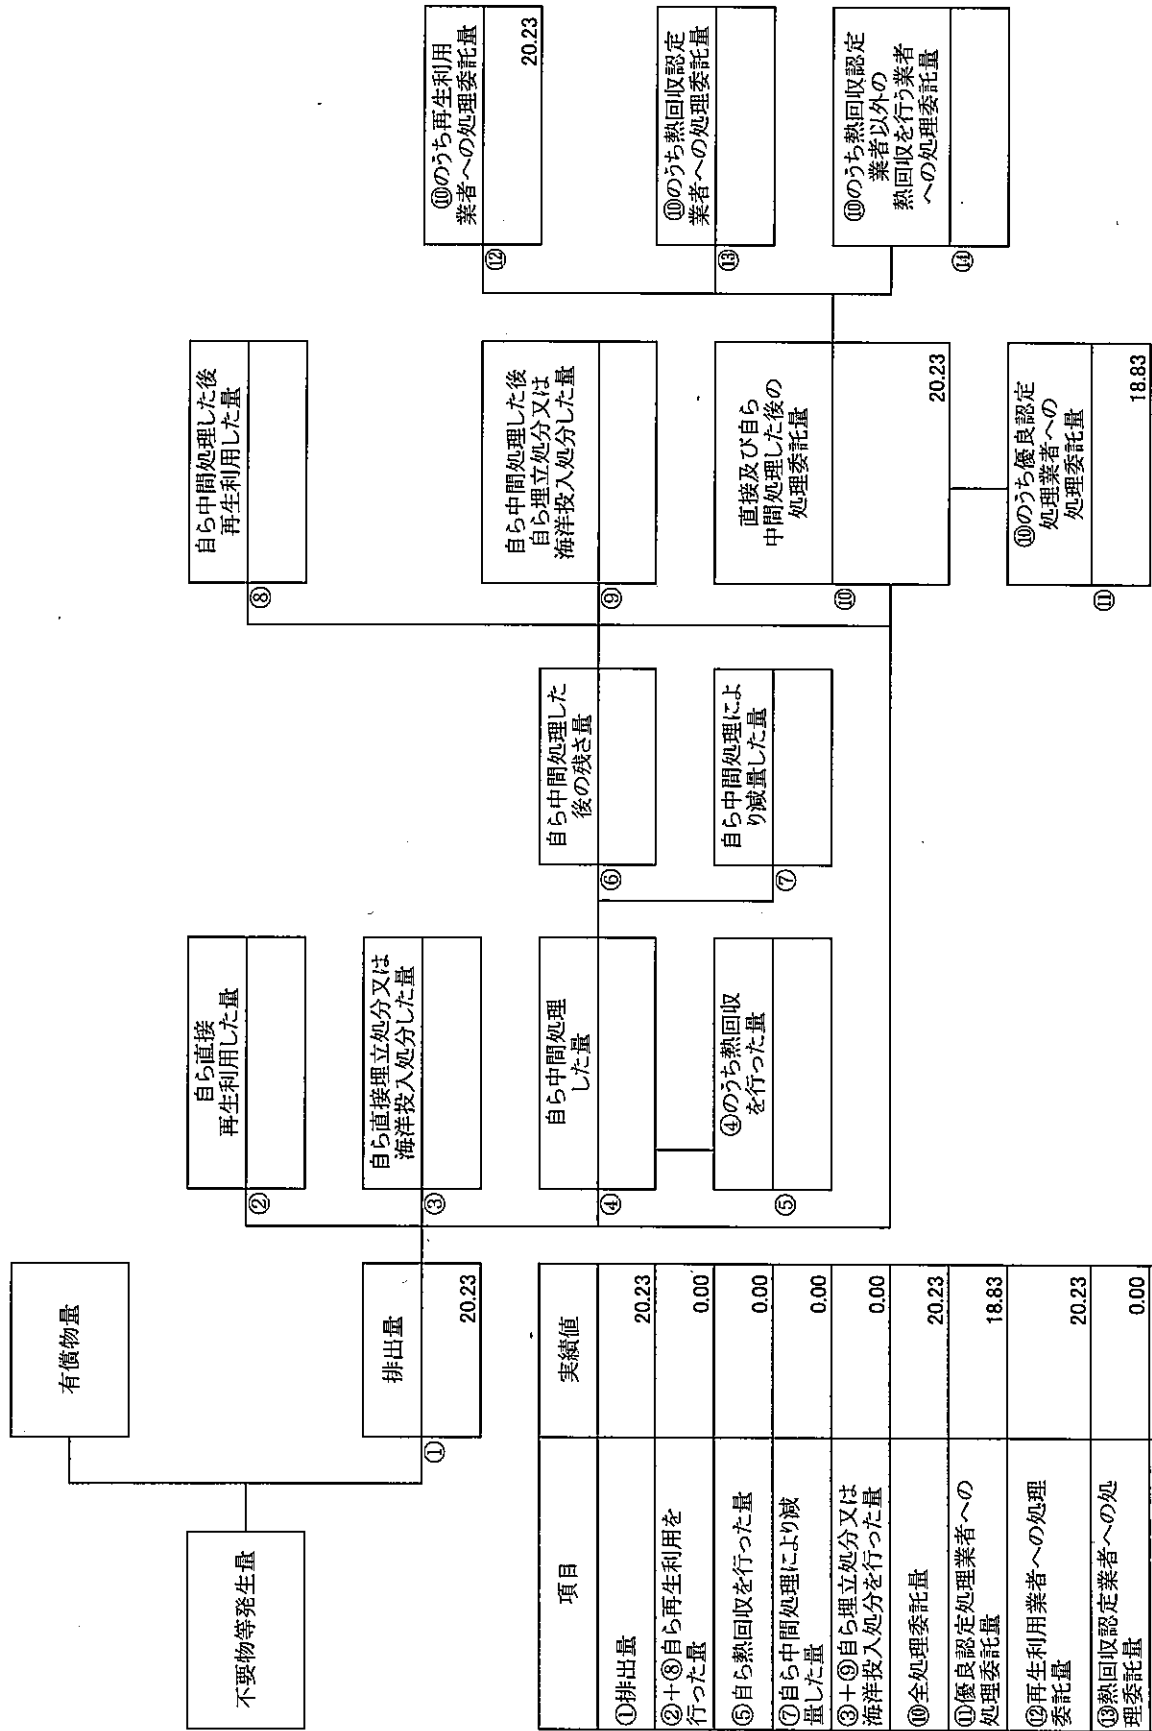 不要物等発生量
有償物量
①
排出量
20.23
②
自ら直接
再生利用した量
③
自ら直接埋立処分又は
海洋投入処分した量
④
自ら中間処理
した量
⑤
④のうち熱回収
を行った量
⑥
自ら中間処理した
後の残さ量
⑦
自ら中間処理によ
り減量した量
⑧
自ら中間処理した後
再生利用した量
⑨
自ら中間処理した後
自ら埋立処分又は
海洋投入処分した量
⑩
直接及び自ら
中間処理した後の
処理委託量
20.23
⑪
⑩のうち優良認定
処理業者への
処理委託量
18.83
⑫
⑩のうち再生利用
業者への処理委託量
20.23
⑬
⑩のうち熱回収認定
業者への処理委託量
⑭
⑩のうち熱回収認定
業者以外の
熱回収を行う業者
への処理委託量
項目 実績値
①排出量 20.23
②+⑧自ら再生利用を
行った量 0.00
⑤自ら熱回収を行った量 0.00
⑦自ら中間処理により減
量した量 0.00
③+⑨自ら埋立処分又は
海洋投入処分を行った量 0.00
⑩全処理委託量 20.23
⑪優良認定処理業者への
処理委託量 18.83
⑫再生利用業者への処理
委託量 20.23
⑬熱回収認定業者への処
理委託量 0.00